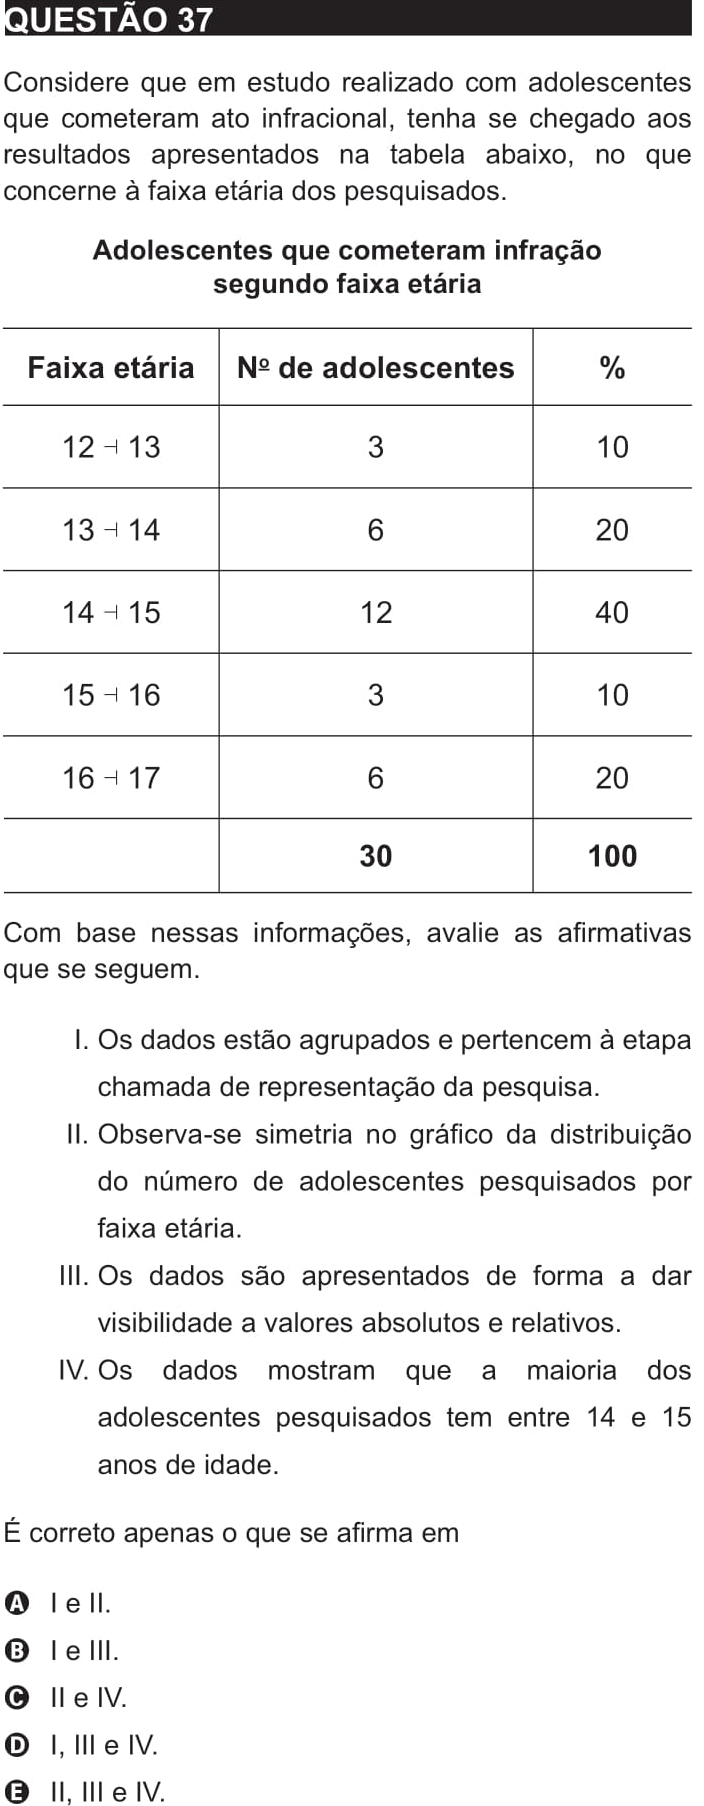 QUESTÃO 37
Considere que em estudo realizado com adolescentes
que cometeram ato infracional, tenha se chegado aos
resultados apresentados na tabela abaixo, no que
concerne à faixa etária dos pesquisados.
Adolescentes que cometeram infração
segundo faixa etária
Faixa etária Nº de adolescentes %
12 ⊣ 13 3 10
13 ⊣ 14 6 20
14 ⊣ 15 12 40
15 ⊣ 16 3 10
16 ⊣ 17 6 20
30 100
Com base nessas informações, avalie as afirmativas
que se seguem.
I. Os dados estão agrupados e pertencem à etapa
chamada de representação da pesquisa.
II. Observa-se simetria no gráfico da distribuição
do número de adolescentes pesquisados por
faixa etária.
III. Os dados são apresentados de forma a dar
visibilidade a valores absolutos e relativos.
IV. Os dados mostram que a maioria dos
adolescentes pesquisados tem entre 14 e 15
anos de idade.
É correto apenas o que se afirma em
A I e II.
B I e III.
C II e IV.
D I, III e IV.
E II, III e IV.